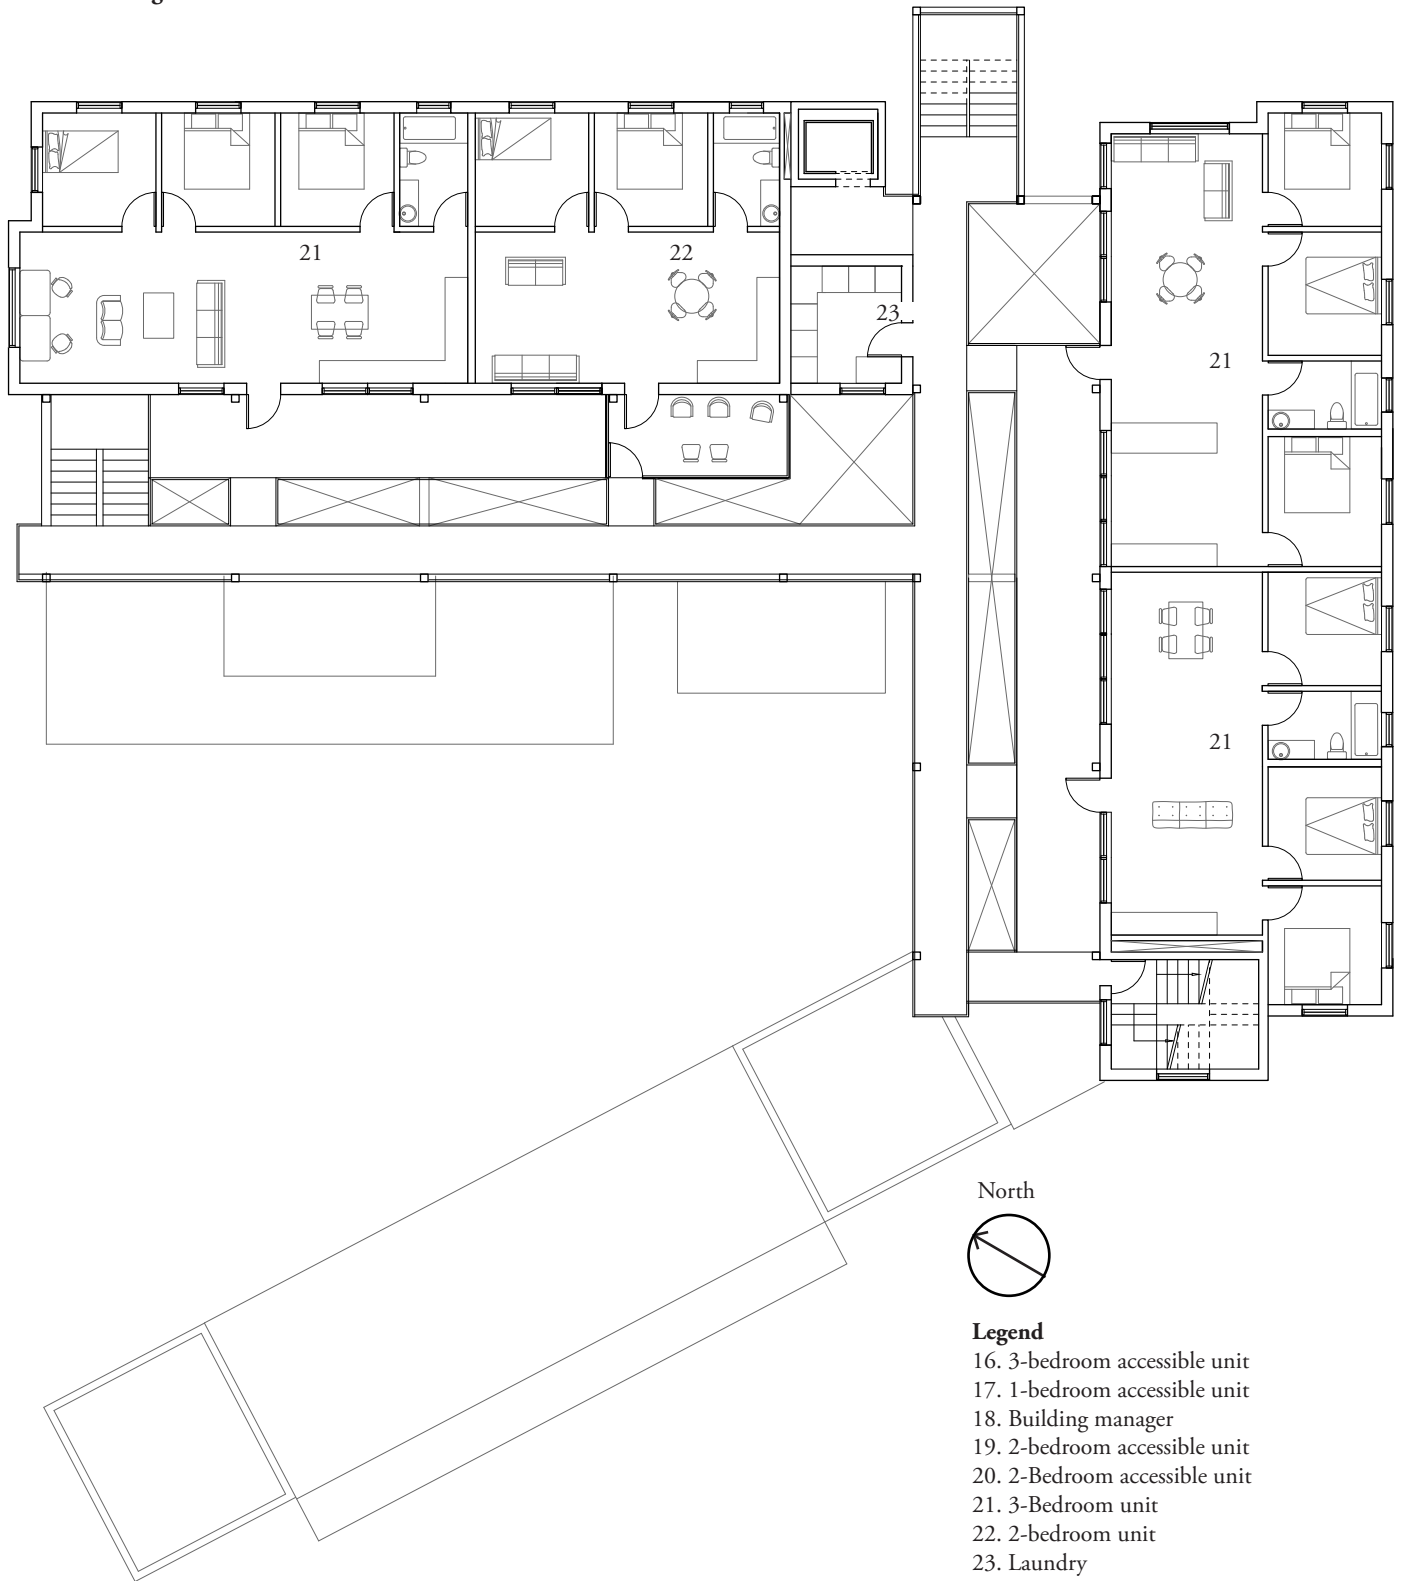 21
22
23
21
21
North
Legend
16. 3-bedroom accessible unit
17. 1-bedroom accessible unit
18. Building manager
19. 2-bedroom accessible unit
20. 2-Bedroom accessible unit
21. 3-Bedroom unit
22. 2-bedroom unit
23. Laundry